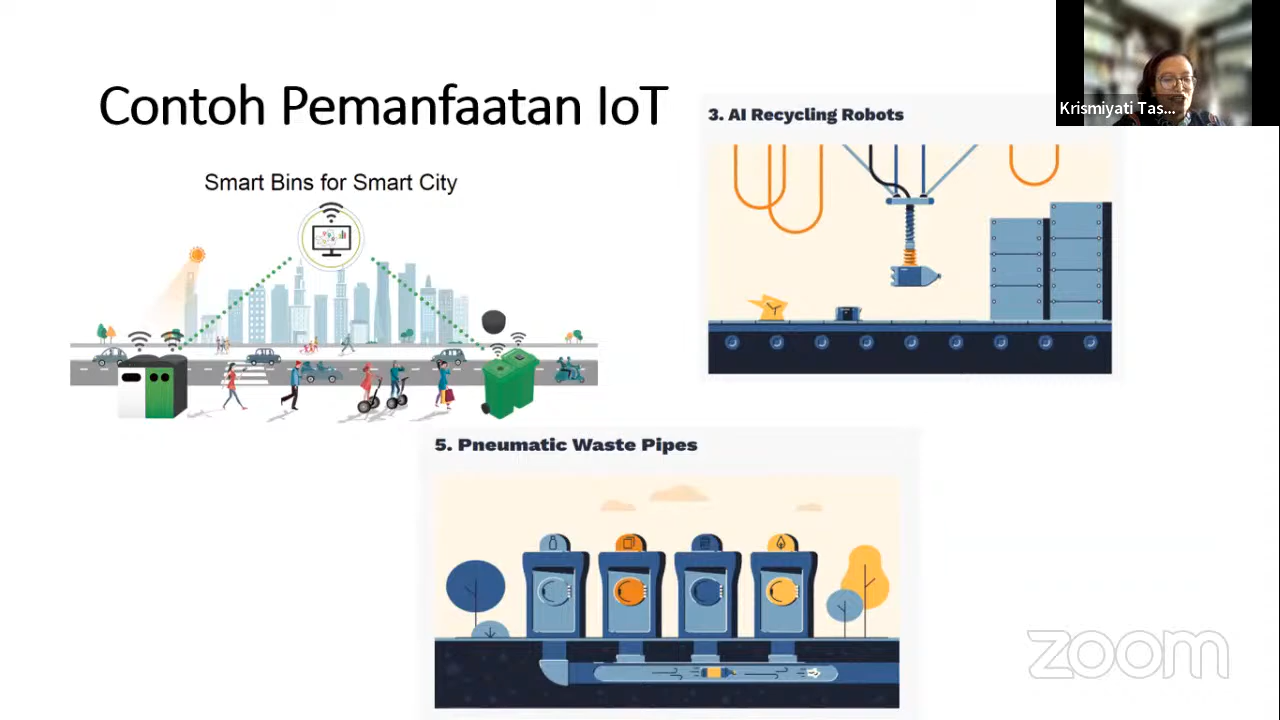 Contoh Pemanfaatan IoT
Krismiyati Tas...
3. AI Recycling Robots
Smart Bins for Smart City
5. Pneumatic Waste Pipes
zoom